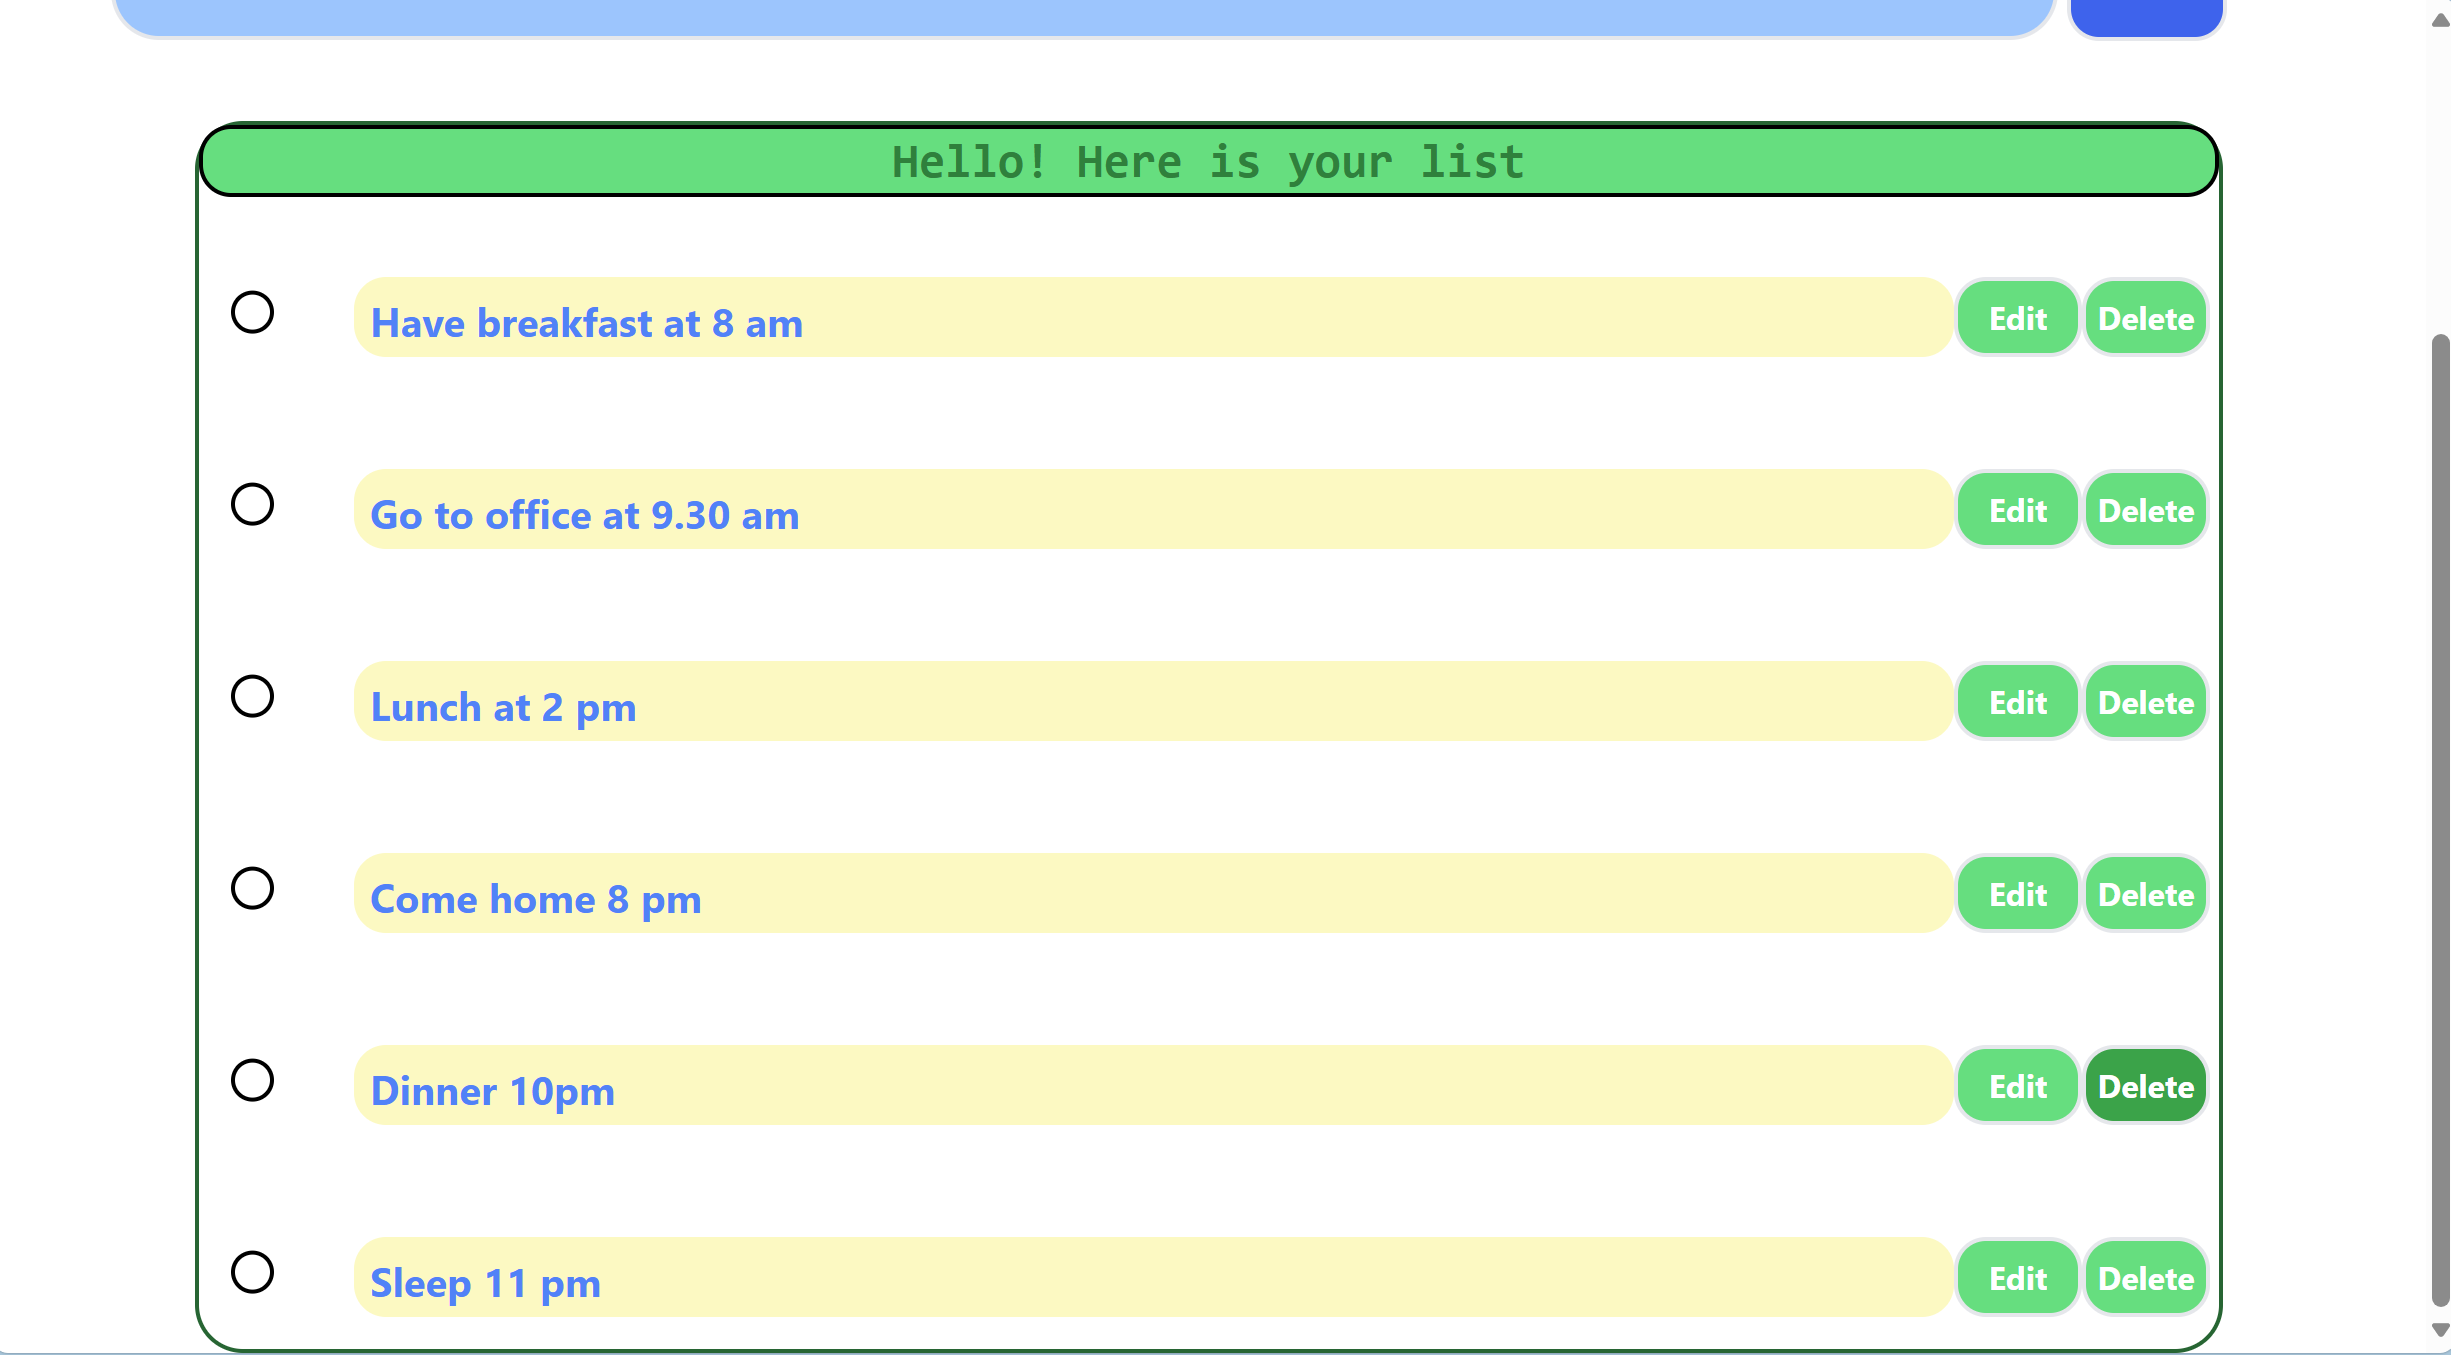 Hello! Here is your list
Have breakfast at 8 am Edit Delete
Go to office at 9.30 am Edit Delete
Lunch at 2 pm Edit Delete
Come home 8 pm Edit Delete
Dinner 10pm Edit Delete
Sleep 11 pm Edit Delete